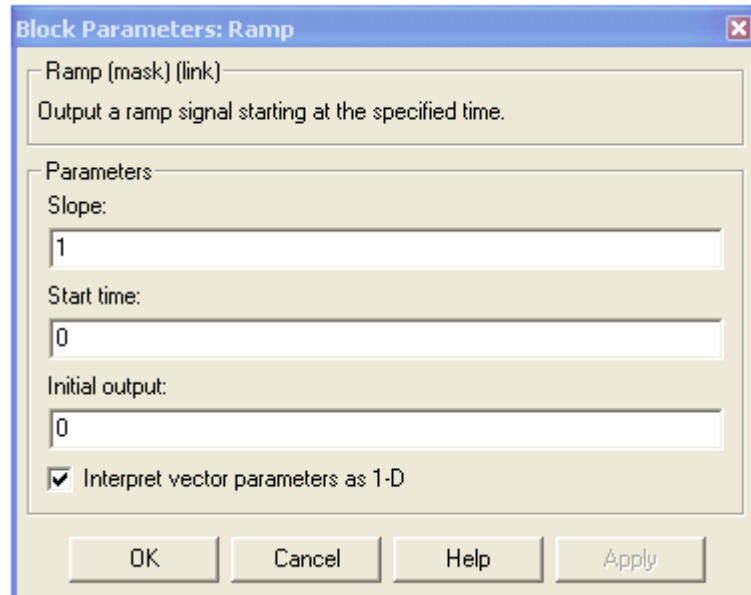 Block Parameters: Ramp
Ramp (mask) (link)
Output a ramp signal starting at the specified time.
Parameters
Slope:
1
Start time:
0
Initial output:
0
Interpret vector parameters as 1-D
OK Cancel Help Apply